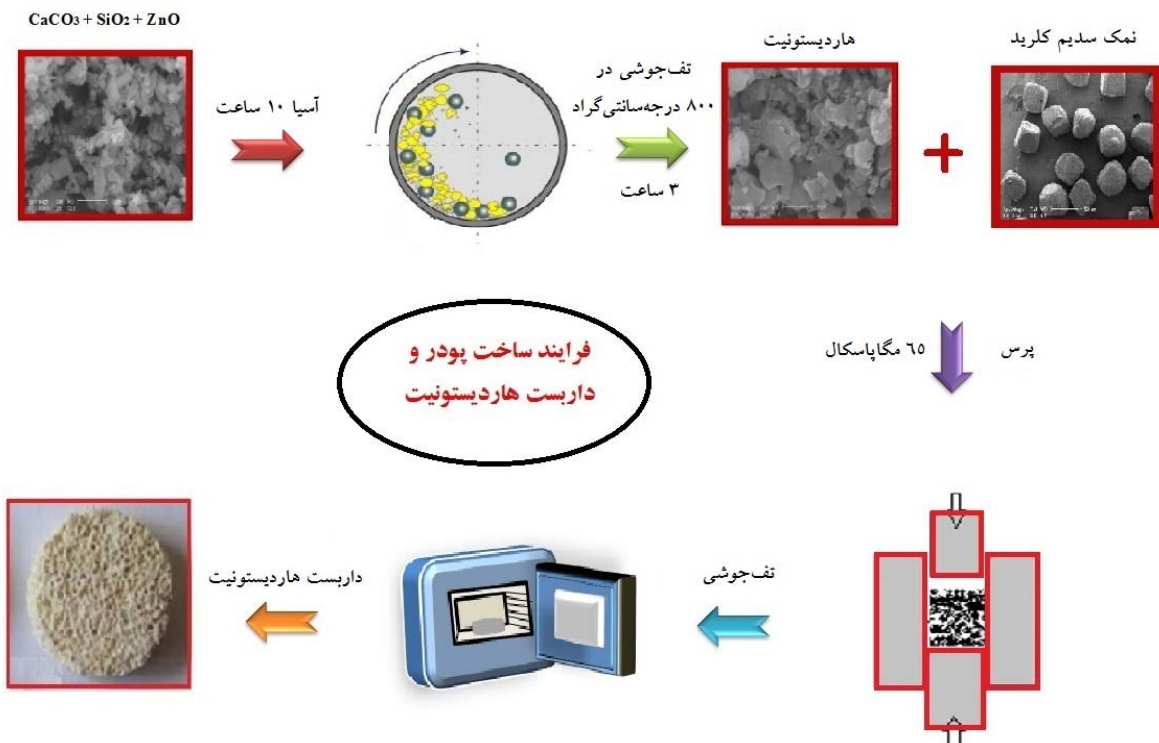 CaCO₃ + SiO₂ + ZnO
آسیا ۱۰ ساعت
تف‌جوشی در
۸۰۰ درجه‌سانتی‌گراد
۳ ساعت
هاردیستونیت
نمک سدیم کلرید
پرس
٦٥ مگاپاسکال
فرایند ساخت پودر و
داربست هاردیستونیت
تف‌جوشی
داربست هاردیستونیت